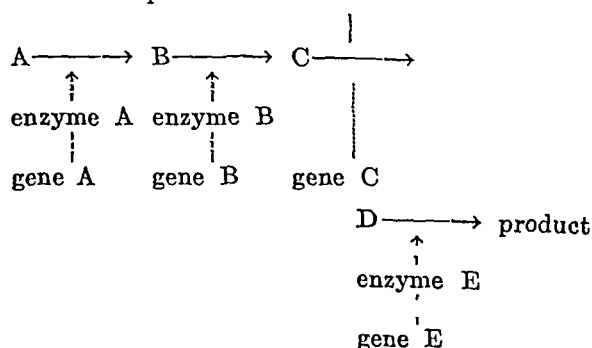 A B C
enzyme A enzyme B
gene A gene B gene C
D product
enzyme E
gene E